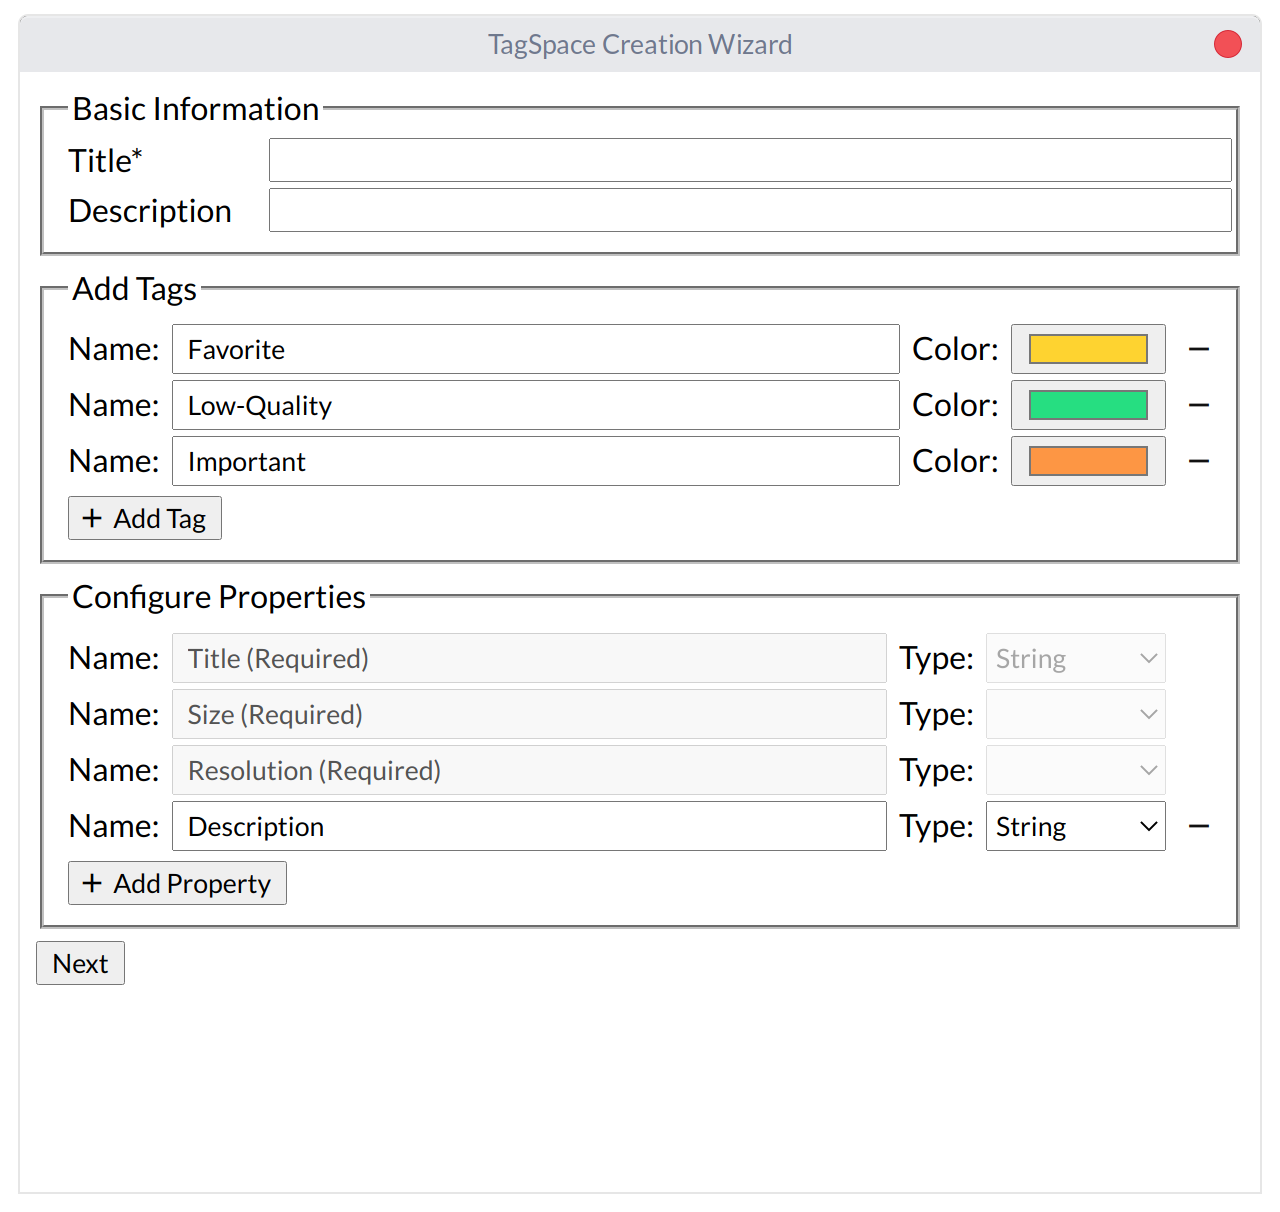 TagSpace Creation Wizard
Basic Information
Title*
Description
Add Tags
Name: Favorite Color: −
Name: Low-Quality Color: −
Name: Important Color: −
+ Add Tag
Configure Properties
Name: Title (Required) Type: String
Name: Size (Required) Type:
Name: Resolution (Required) Type:
Name: Description Type: String −
+ Add Property
Next